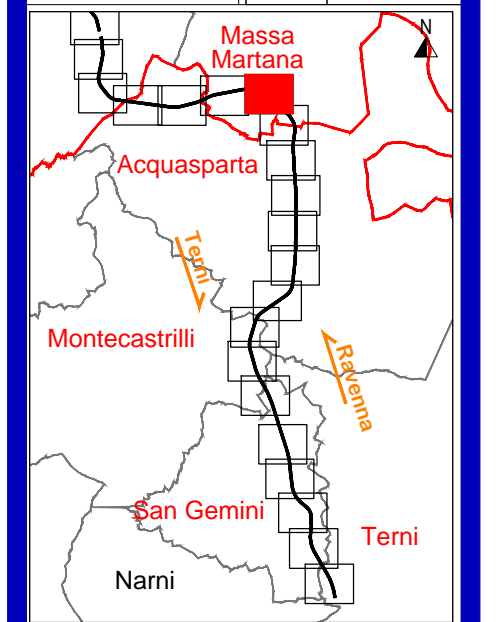 N
Massa
Martana
Acquasparta
Terni
Montecastrilli
Ravenna
San Gemini
Terni
Narni